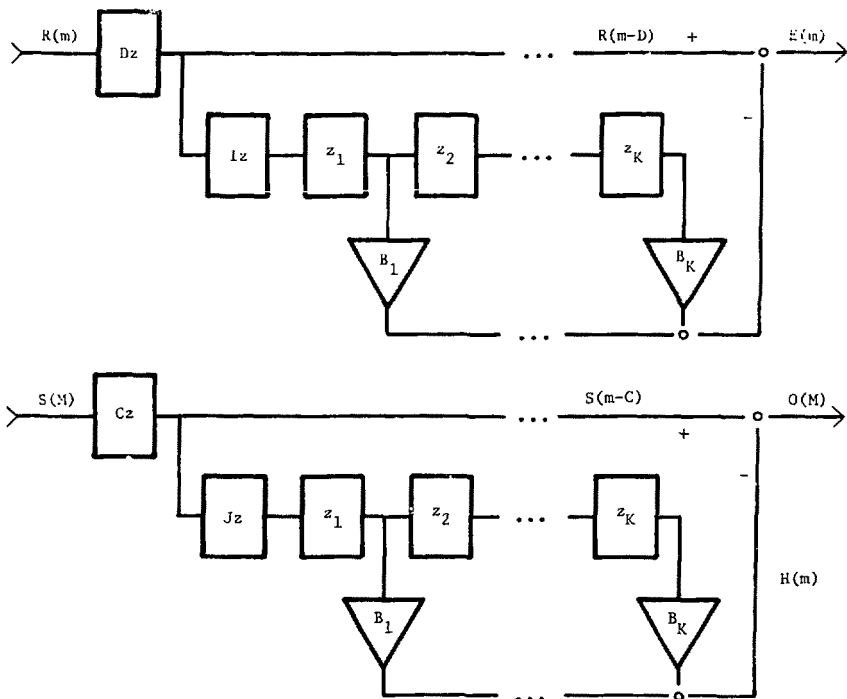 R(m) Dz ... R(m-D) + E(m)
-
Iz z1 z2 ... zK
B1 BK
...
S(M) Cz ... S(m-C) O(M)
+
-
Jz z1 z2 ... zK
H(m)
B1 BK
...